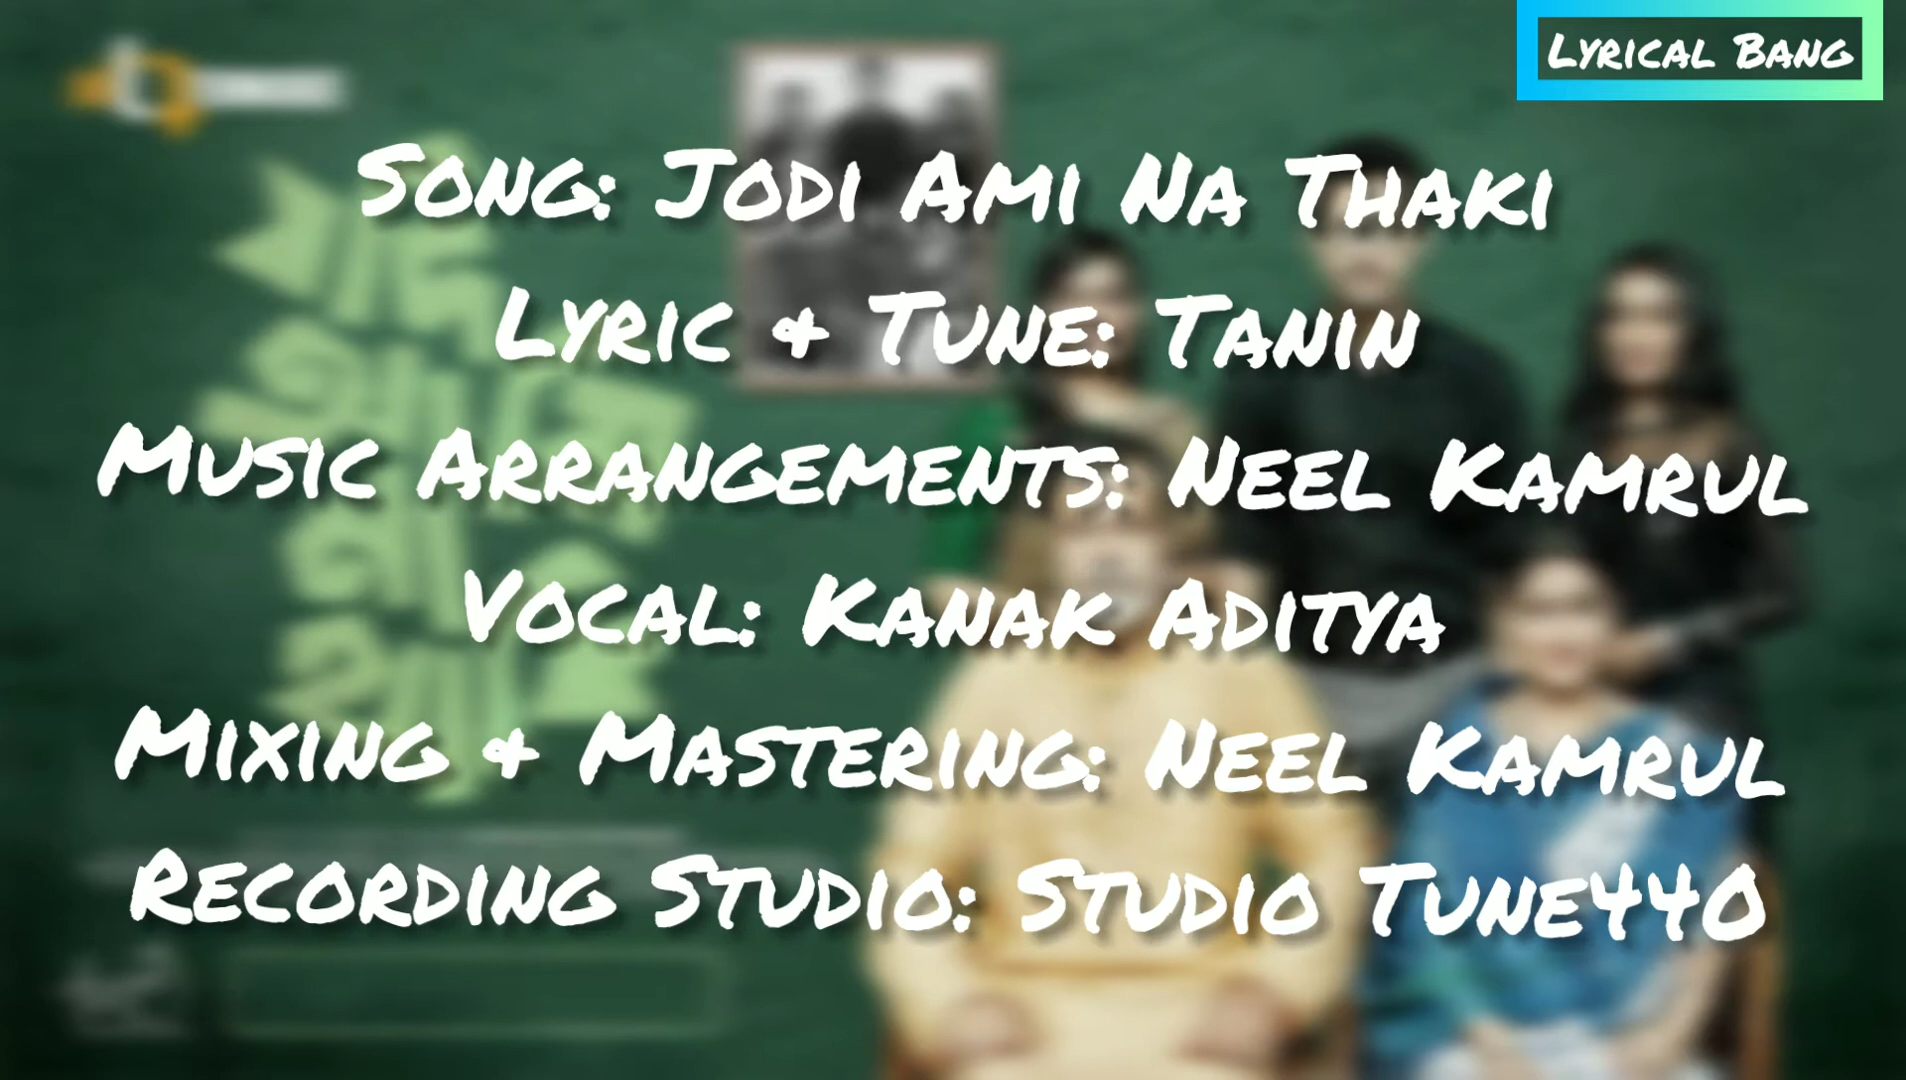 Lyrical Bang
Song: Jodi Ami Na Thaki
Lyric & Tune: Tanin
Music Arrangements: Neel Kamrul
Vocal: Kanak Aditya
Mixing & Mastering: Neel Kamrul
Recording Studio: Studio Tune440